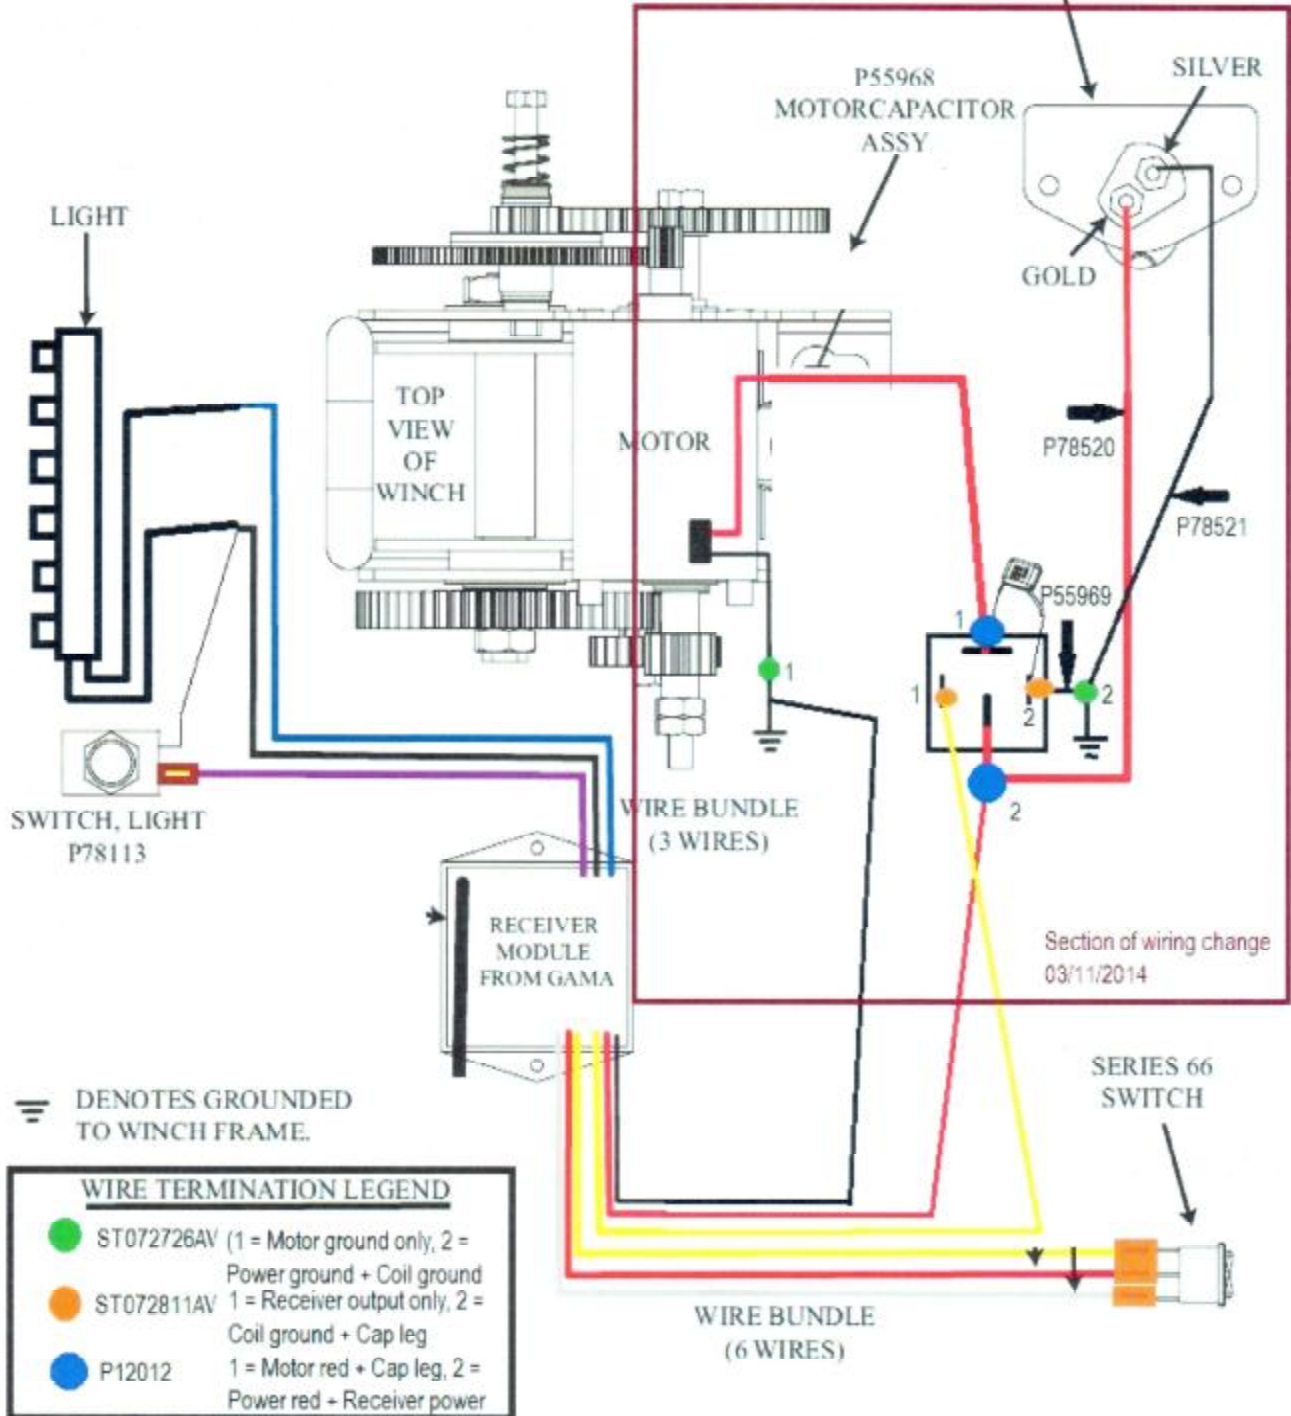 SILVER
P55968
MOTORCAPACITOR
ASSY
LIGHT
GOLD
TOP
VIEW
OF
WINCH
MOTOR
P78520
P78521
P55969
1
1
1
2
2
2
SWITCH, LIGHT
P78113
WIRE BUNDLE
(3 WIRES)
RECEIVER
MODULE
FROM GAMA
Section of wiring change
03/11/2014
SERIES 66
SWITCH
DENOTES GROUNDED
TO WINCH FRAME.
WIRE TERMINATION LEGEND
ST072726AV (1 = Motor ground only, 2 =
Power ground + Coil ground
ST072811AV 1 = Receiver output only, 2 =
Coil ground + Cap leg
P12012 1 = Motor red + Cap leg, 2 =
Power red + Receiver power
WIRE BUNDLE
(6 WIRES)